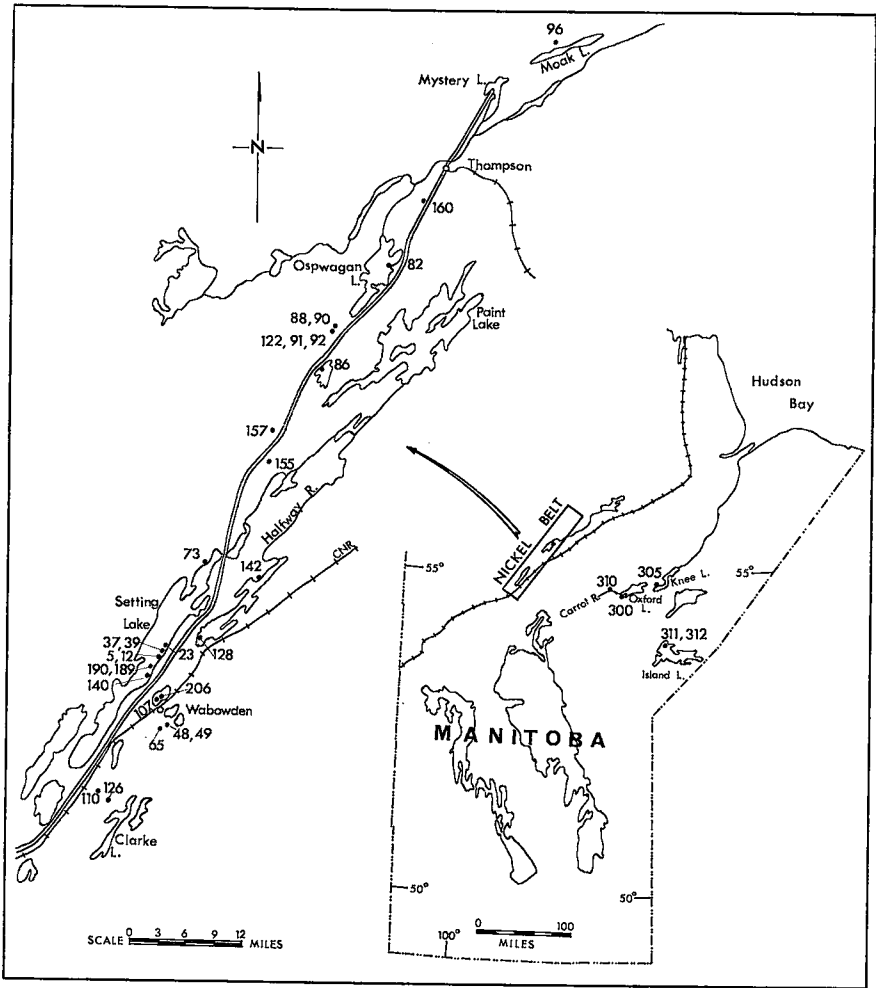 96
Moak L.
Mystery L.
N
Thompson
160
Ospwagan
L.
82
Paint
Lake
88, 90
122, 91, 92
86
Hudson
Bay
157
155
Halfway R.
NICKEL BELT
CNR
73
142
55°
55°
310
305
Knee L.
Carrot R.
300
Oxford
L.
Setting
Lake
311, 312
Island L.
37, 39
5, 12
23
128
190, 189
140
206
107,
Wabowden
65
48, 49
MANITOBA
110
126
Clarke
L.
50°
50°
SCALE 0 3 6 9 12 MILES
100°
0 100
MILES